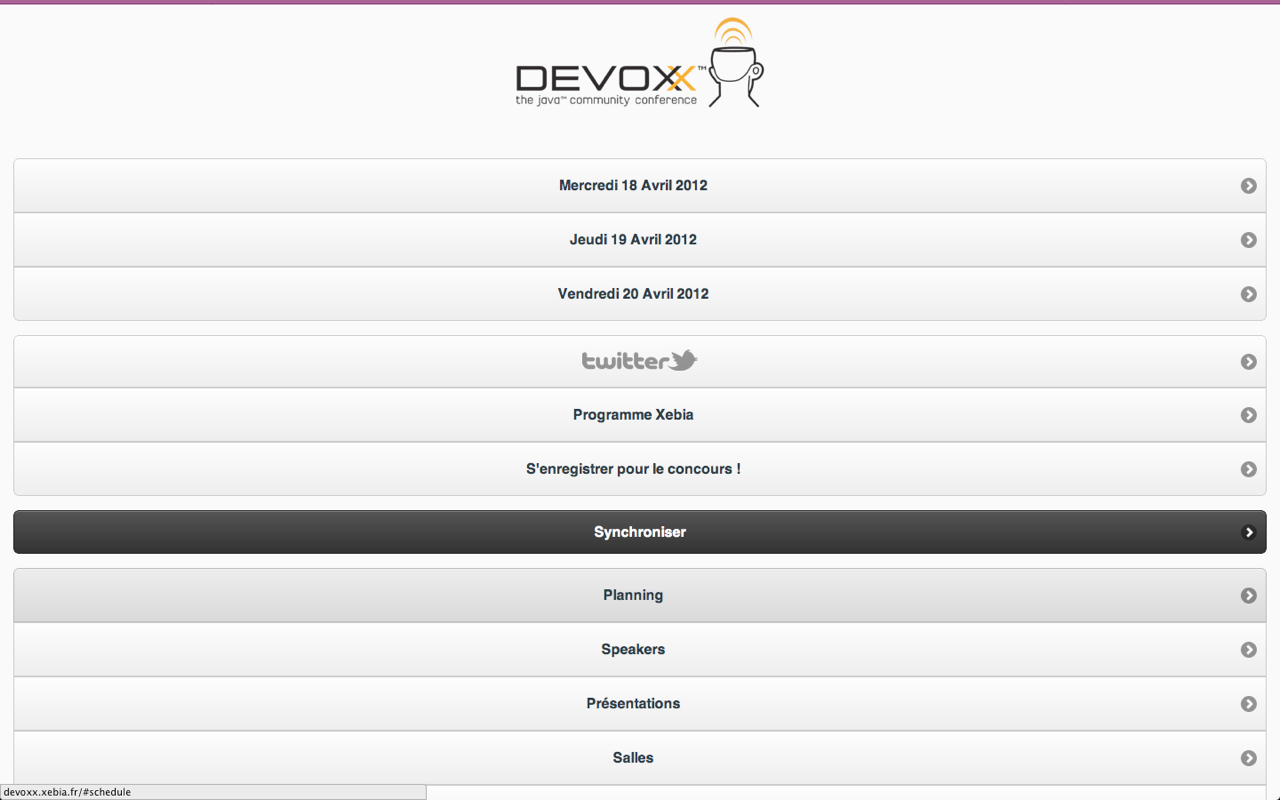 DEVOXX™
the java™ community conference
Mercredi 18 Avril 2012
Jeudi 19 Avril 2012
Vendredi 20 Avril 2012
twitter
Programme Xebia
S'enregistrer pour le concours !
Synchroniser
Planning
Speakers
Présentations
Salles
devoxx.xebia.fr/#schedule